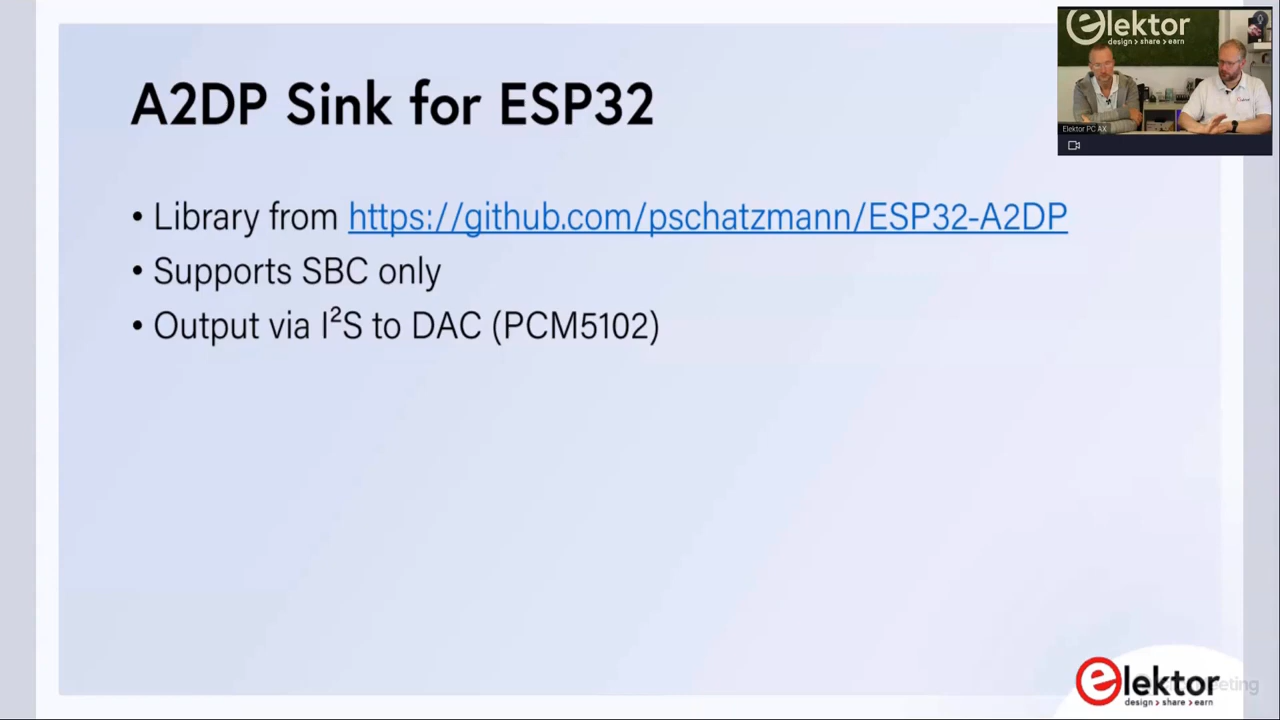 elektor
design > share > earn
Elektor PC AX
A2DP Sink for ESP32
• Library from https://github.com/pschatzmann/ESP32-A2DP
• Supports SBC only
• Output via I²S to DAC (PCM5102)
elektor
design > share > earn